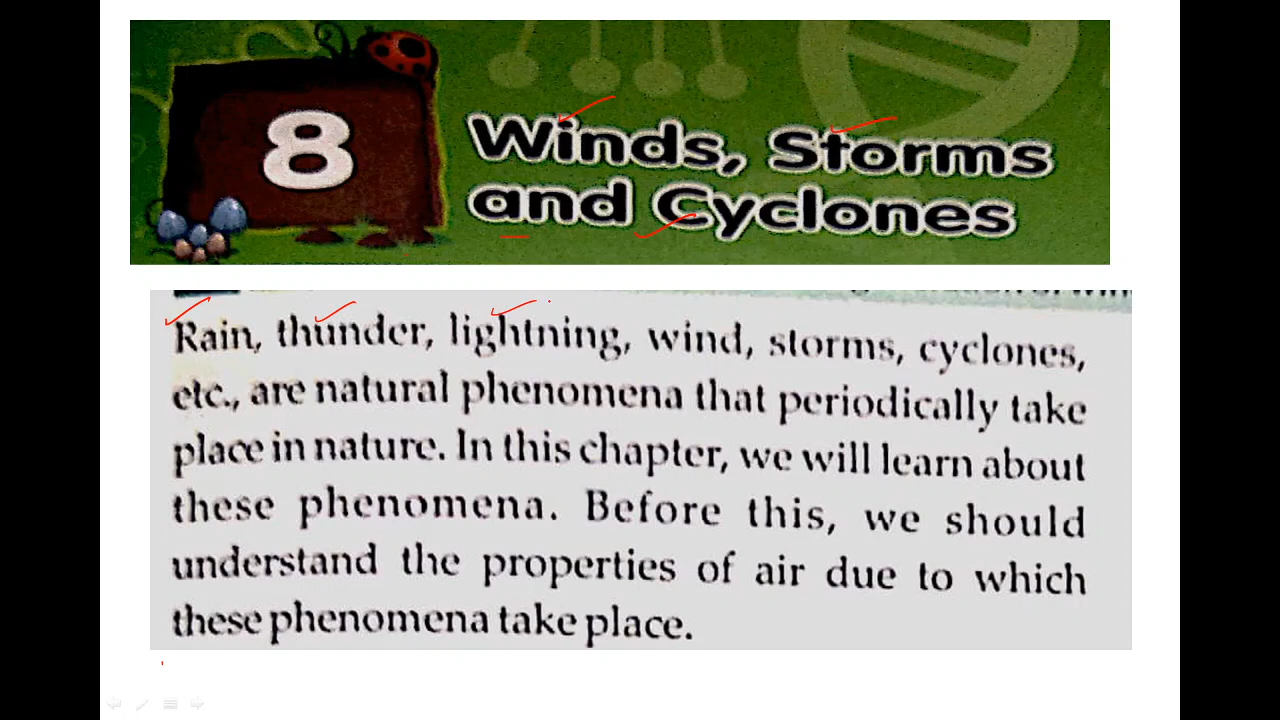 8
Winds, Storms
and Cyclones
Rain, thunder, lightning, wind, storms, cyclones,
etc., are natural phenomena that periodically take
place in nature. In this chapter, we will learn about
these phenomena. Before this, we should
understand the properties of air due to which
these phenomena take place.